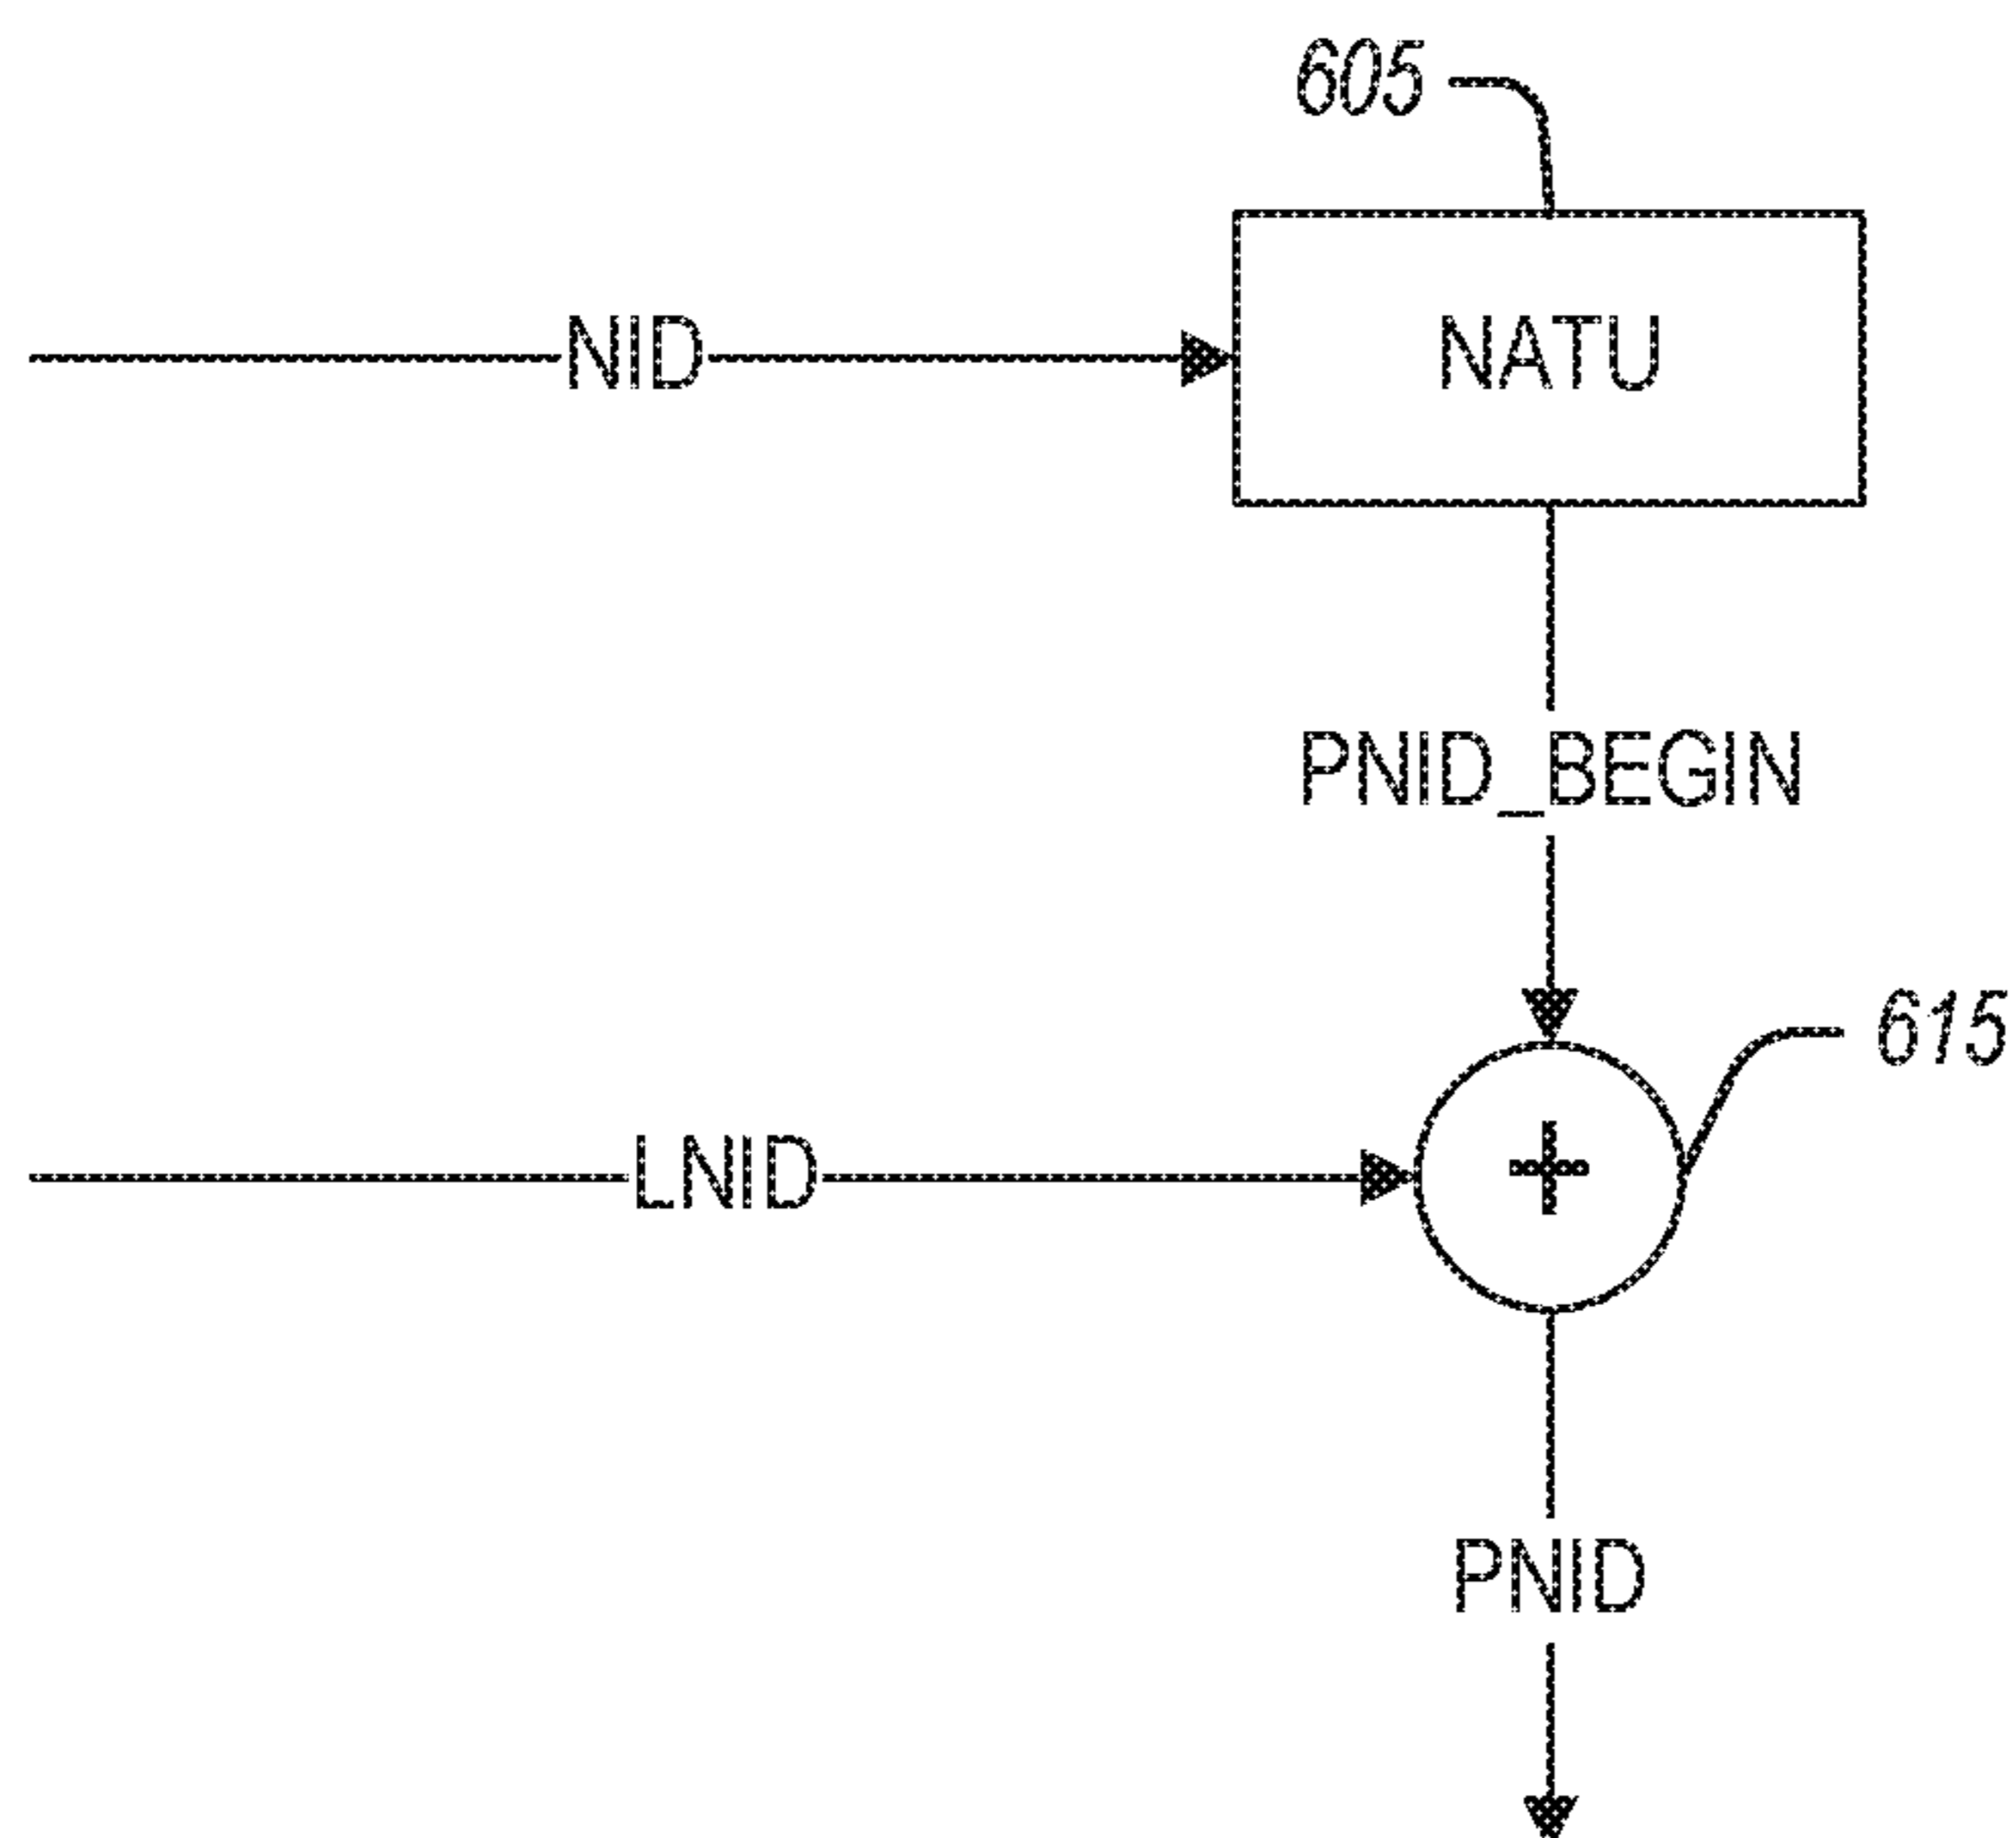 605
NID
NATU
PNID_BEGIN
615
LNID
+
PNID